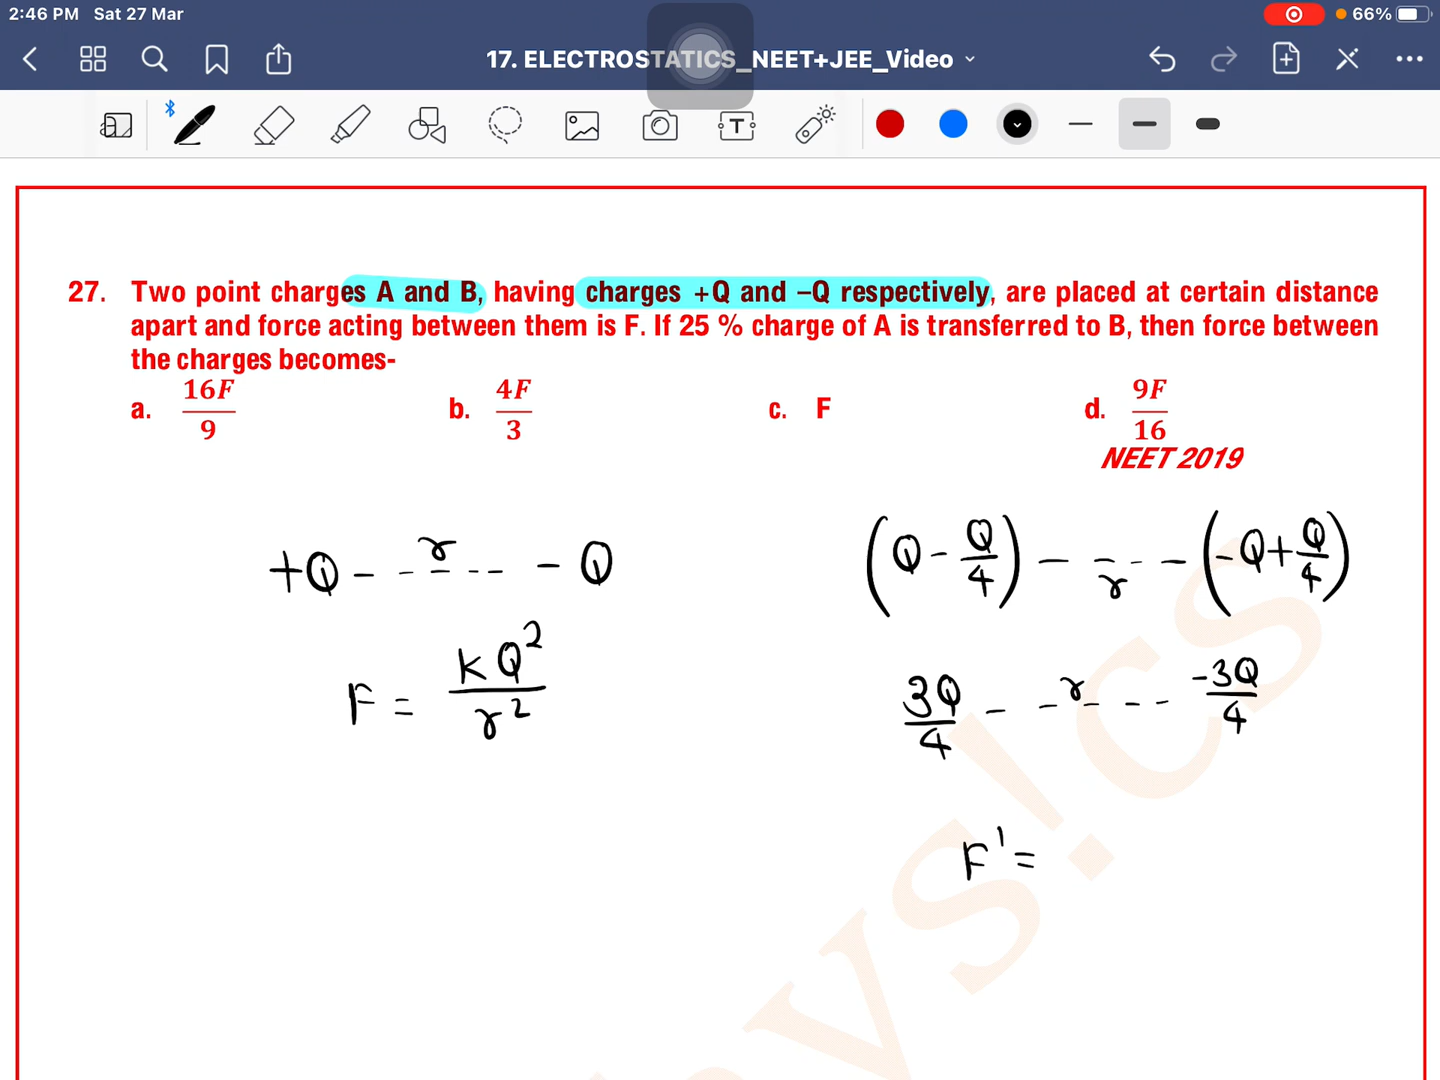 2:46 PM Sat 27 Mar
66%
17. ELECTROSTATICS_NEET+JEE_Video
27. Two point charges A and B, having charges +Q and –Q respectively, are placed at certain distance
apart and force acting between them is F. If 25 % charge of A is transferred to B, then force between
the charges becomes-
a. 16F/9 b. 4F/3 c. F d. 9F/16
NEET 2019
+Q - - - r - - - - Q
(Q - Q/4) - - - r - - (-Q + Q/4)
F = kQ²/r²
3Q/4 - - r - - - -3Q/4
F' =
ys!cs